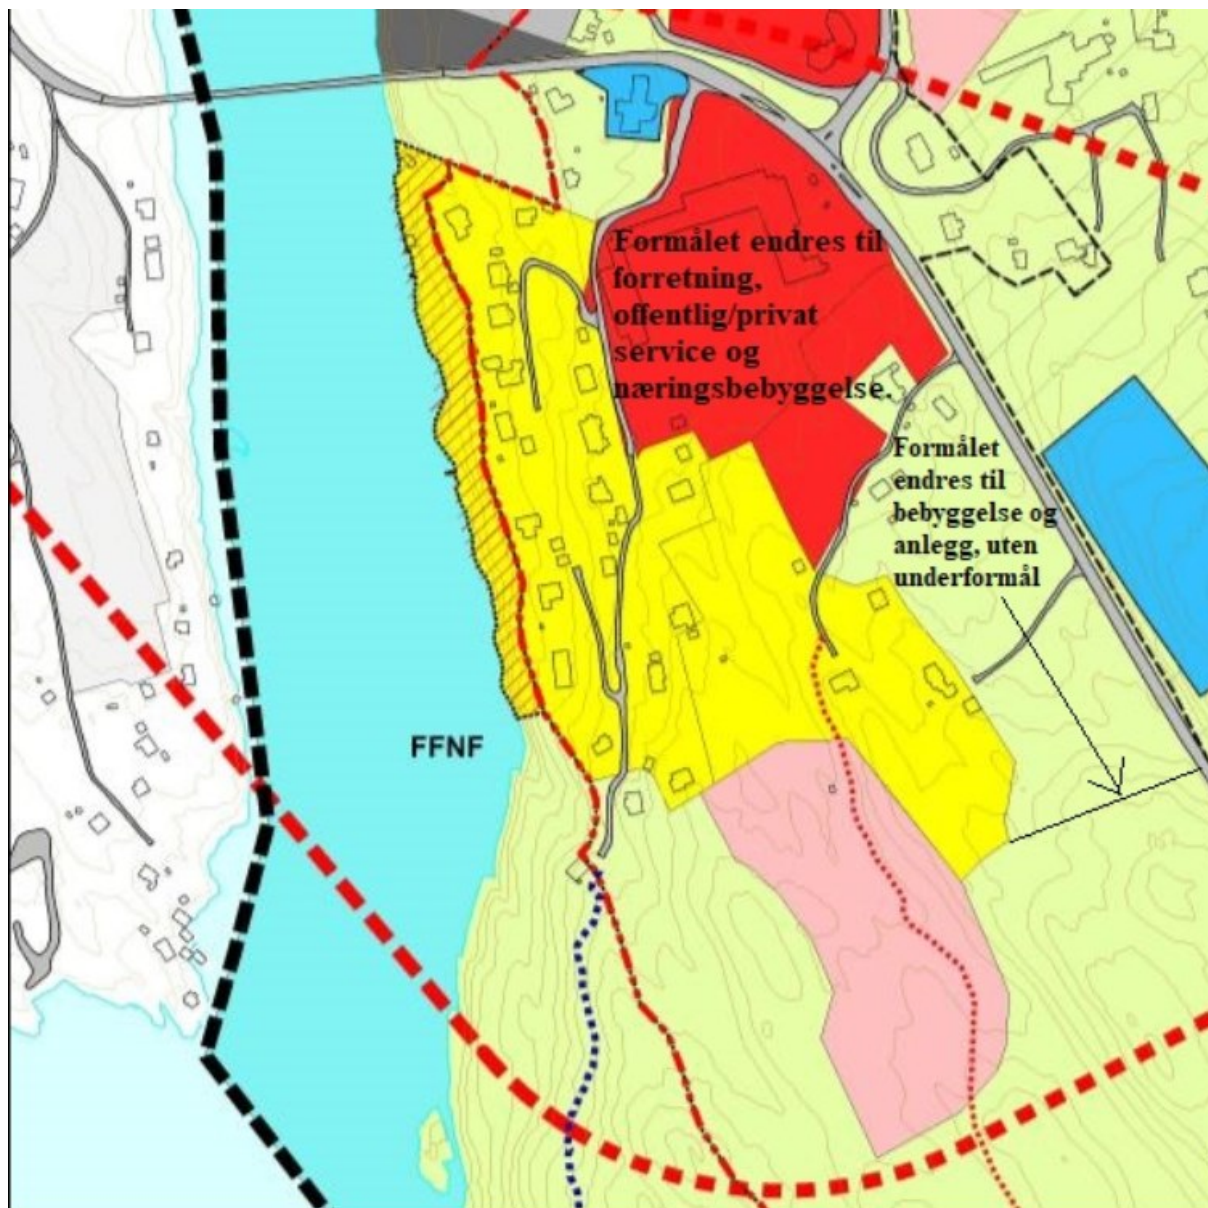 Formålet endres til
forretning,
offentlig/privat
service og
næringsbebyggelse.
Formålet
endres til
bebyggelse og
anlegg, uten
underformål
FFNF